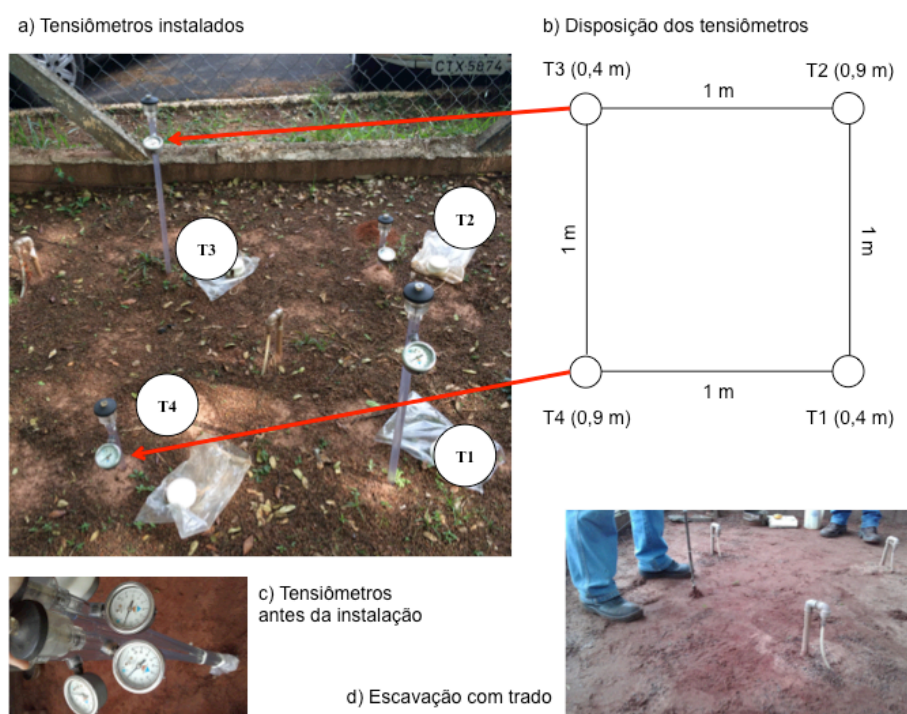 a) Tensiômetros instalados
b) Disposição dos tensiômetros
CTX 5874
T3 (0,4 m)
T2 (0,9 m)
1 m
T2
T3
1 m
1 m
T4
T1
1 m
T4 (0,9 m)
T1 (0,4 m)
c) Tensiômetros
antes da instalação
d) Escavação com trado